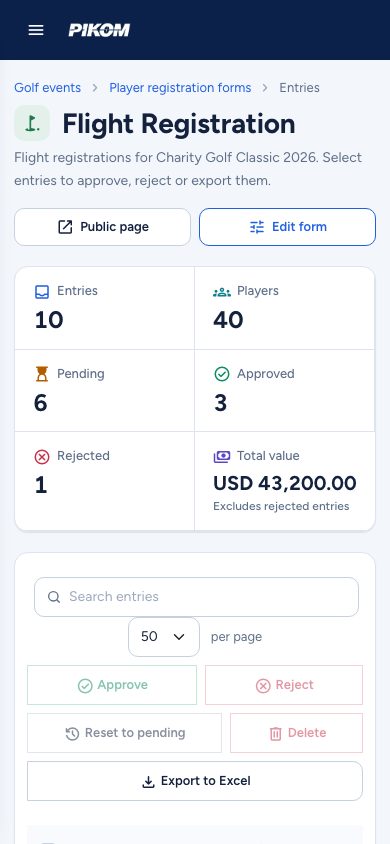 PIKOM
Golf events > Player registration forms > Entries
Flight Registration
Flight registrations for Charity Golf Classic 2026. Select
entries to approve, reject or export them.
Public page
Edit form
Entries
10
Players
40
Pending
6
Approved
3
Rejected
1
Total value
USD 43,200.00
Excludes rejected entries
Search entries
50
per page
Approve
Reject
Reset to pending
Delete
Export to Excel